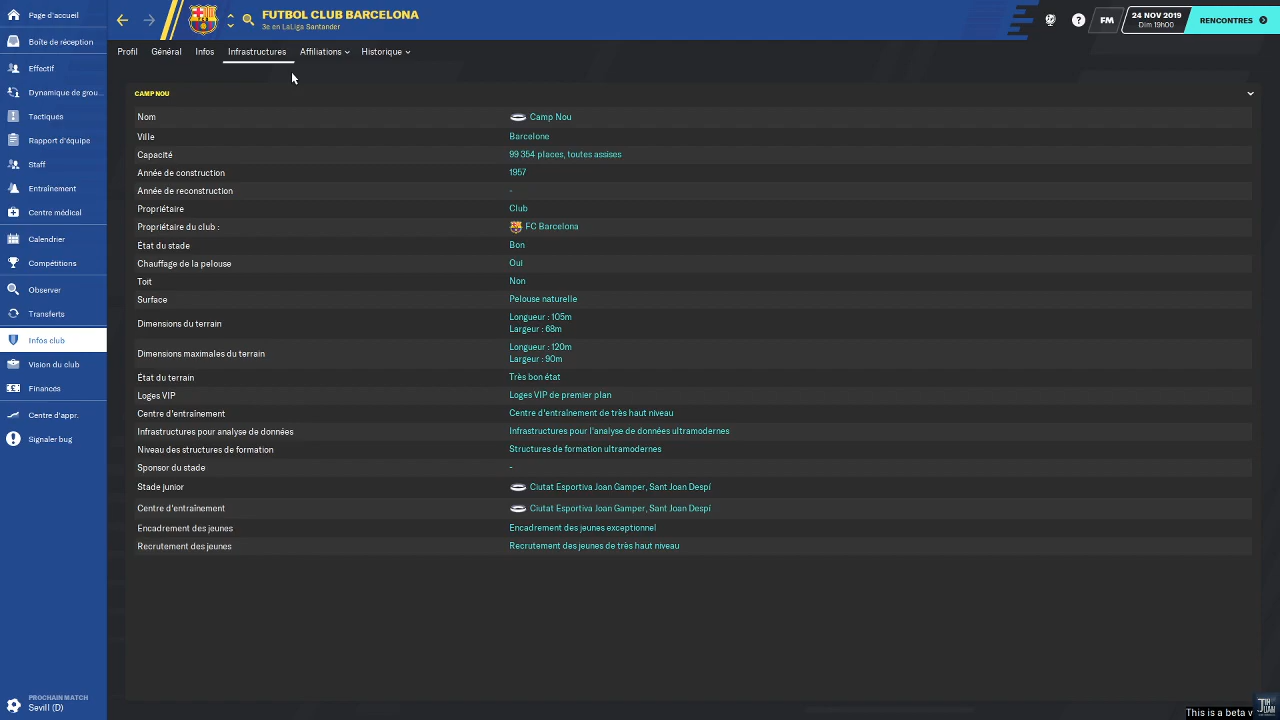 Page d'accueil
Boîte de réception
Effectif
Dynamique de grou...
Tactiques
Rapport d'équipe
Staff
Entraînement
Centre médical
Calendrier
Compétitions
Observer
Transferts
Infos club
Vision du club
Finances
Centre d'appr.
Signaler bug
PROCHAIN MATCH
Sevill (D)
FUTBOL CLUB BARCELONA
3e en LaLiga Santander
? FM 24 NOV 2019 RENCONTRES
Dim 19h00
Profil Général Infos Infrastructures Affiliations Historique
CAMP NOU
Nom Camp Nou
Ville Barcelone
Capacité 99 354 places, toutes assises
Année de construction 1957
Année de reconstruction -
Propriétaire Club
Propriétaire du club : FC Barcelona
État du stade Bon
Chauffage de la pelouse Oui
Toit Non
Surface Pelouse naturelle
Dimensions du terrain Longueur : 105m
Largeur : 68m
Dimensions maximales du terrain Longueur : 120m
Largeur : 90m
État du terrain Très bon état
Loges VIP Loges VIP de premier plan
Centre d'entraînement Centre d'entraînement de très haut niveau
Infrastructures pour analyse de données Infrastructures pour l'analyse de données ultramodernes
Niveau des structures de formation Structures de formation ultramodernes
Sponsor du stade -
Stade junior Ciutat Esportiva Joan Gamper, Sant Joan Despí
Centre d'entraînement Ciutat Esportiva Joan Gamper, Sant Joan Despí
Encadrement des jeunes Encadrement des jeunes exceptionnel
Recrutement des jeunes Recrutement des jeunes de très haut niveau
This is a beta v